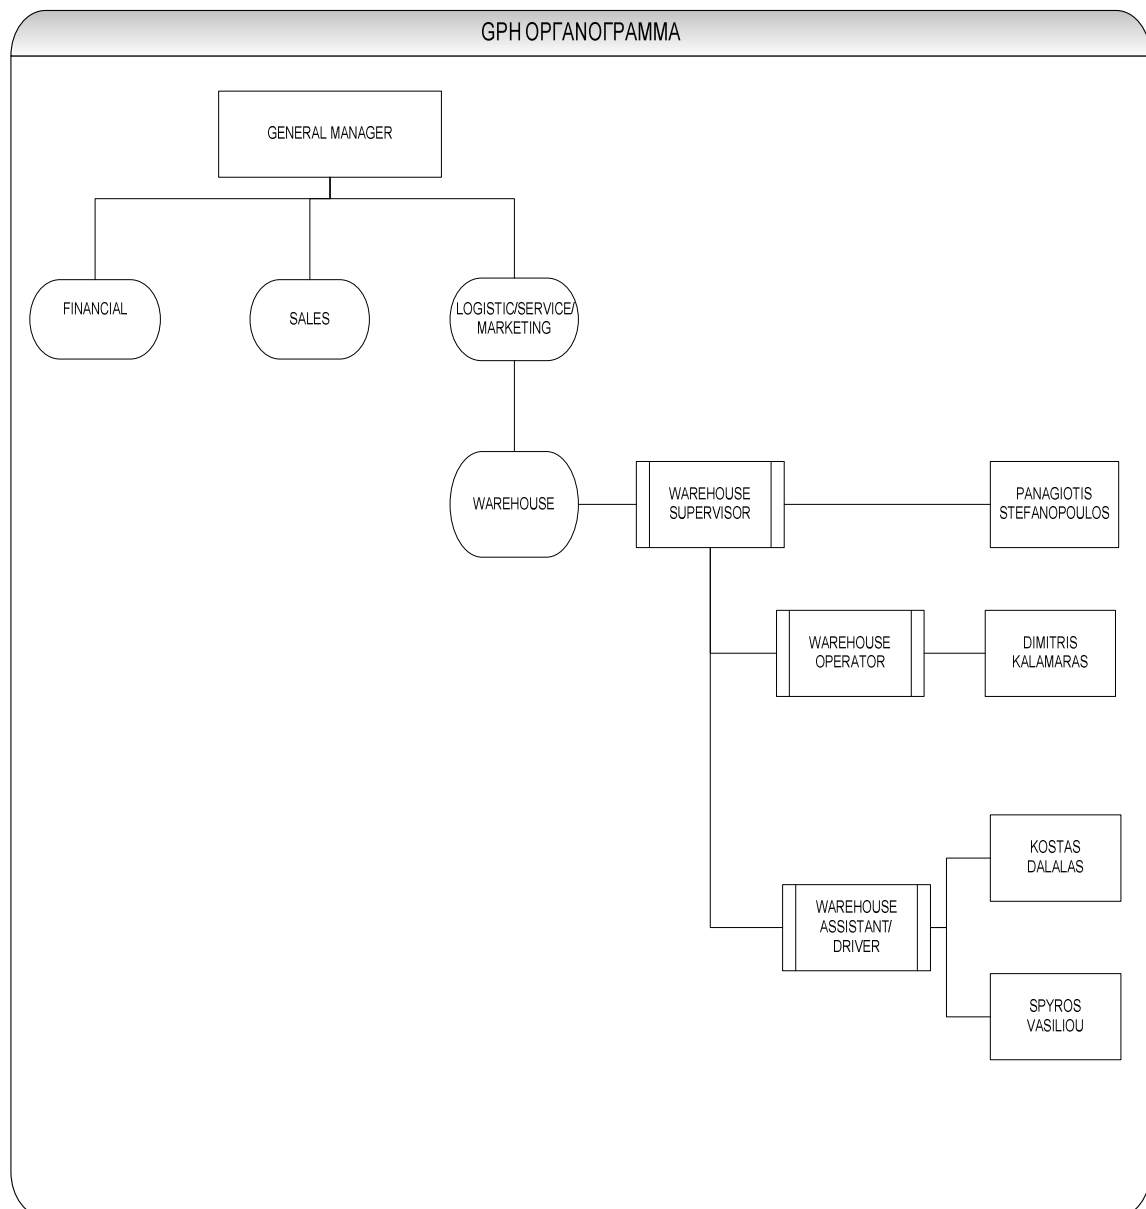 GPH ΟΡΓΑΝΟΓΡΑΜΜΑ
GENERAL MANAGER
FINANCIAL
SALES
LOGISTIC/SERVICE/
MARKETING
WAREHOUSE
WAREHOUSE
SUPERVISOR
PANAGIOTIS
STEFANOPOULOS
WAREHOUSE
OPERATOR
DIMITRIS
KALAMARAS
WAREHOUSE
ASSISTANT/
DRIVER
KOSTAS
DALALAS
SPYROS
VASILIOU